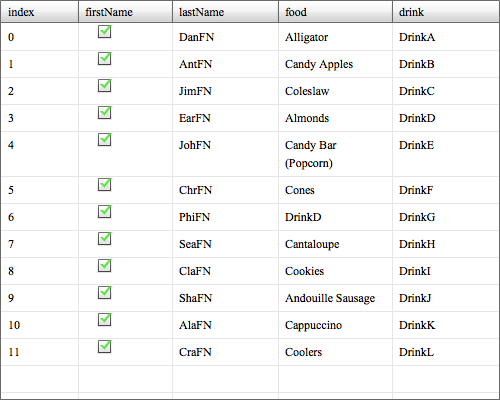 index firstName lastName food drink
0 DanFN Alligator DrinkA
1 AntFN Candy Apples DrinkB
2 JimFN Coleslaw DrinkC
3 EarFN Almonds DrinkD
4 JohFN Candy Bar DrinkE
(Popcorn)
5 ChrFN Cones DrinkF
6 PhiFN DrinkD DrinkG
7 SeaFN Cantaloupe DrinkH
8 ClaFN Cookies DrinkI
9 ShaFN Andouille Sausage DrinkJ
10 AlaFN Cappuccino DrinkK
11 CraFN Coolers DrinkL